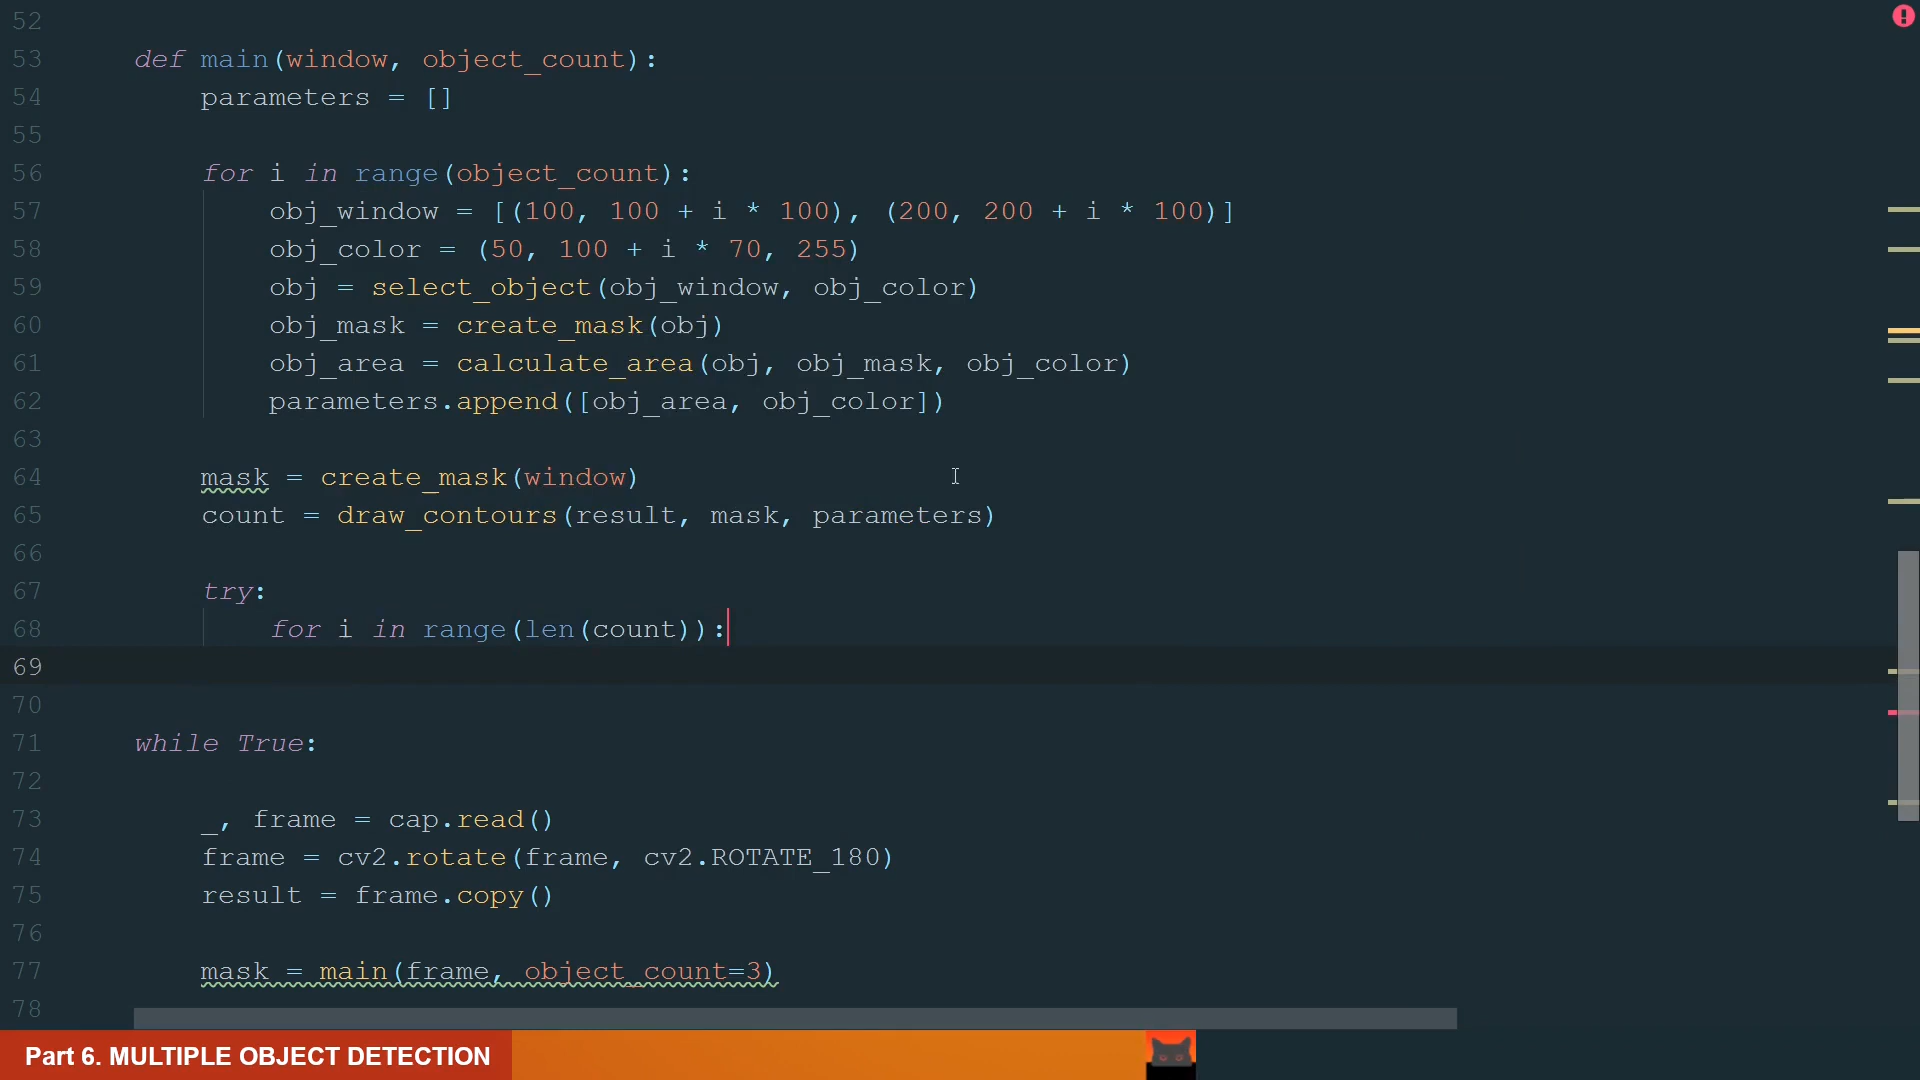 52
53 def main(window, object_count):
54 parameters = []
55
56 for i in range(object_count):
57 obj_window = [(100, 100 + i * 100), (200, 200 + i * 100)]
58 obj_color = (50, 100 + i * 70, 255)
59 obj = select_object(obj_window, obj_color)
60 obj_mask = create_mask(obj)
61 obj_area = calculate_area(obj, obj_mask, obj_color)
62 parameters.append([obj_area, obj_color])
63
64 mask = create_mask(window)
65 count = draw_contours(result, mask, parameters)
66
67 try:
68 for i in range(len(count)):
69
70
71 while True:
72
73 _, frame = cap.read()
74 frame = cv2.rotate(frame, cv2.ROTATE_180)
75 result = frame.copy()
76
77 mask = main(frame, object_count=3)
78
Part 6. MULTIPLE OBJECT DETECTION